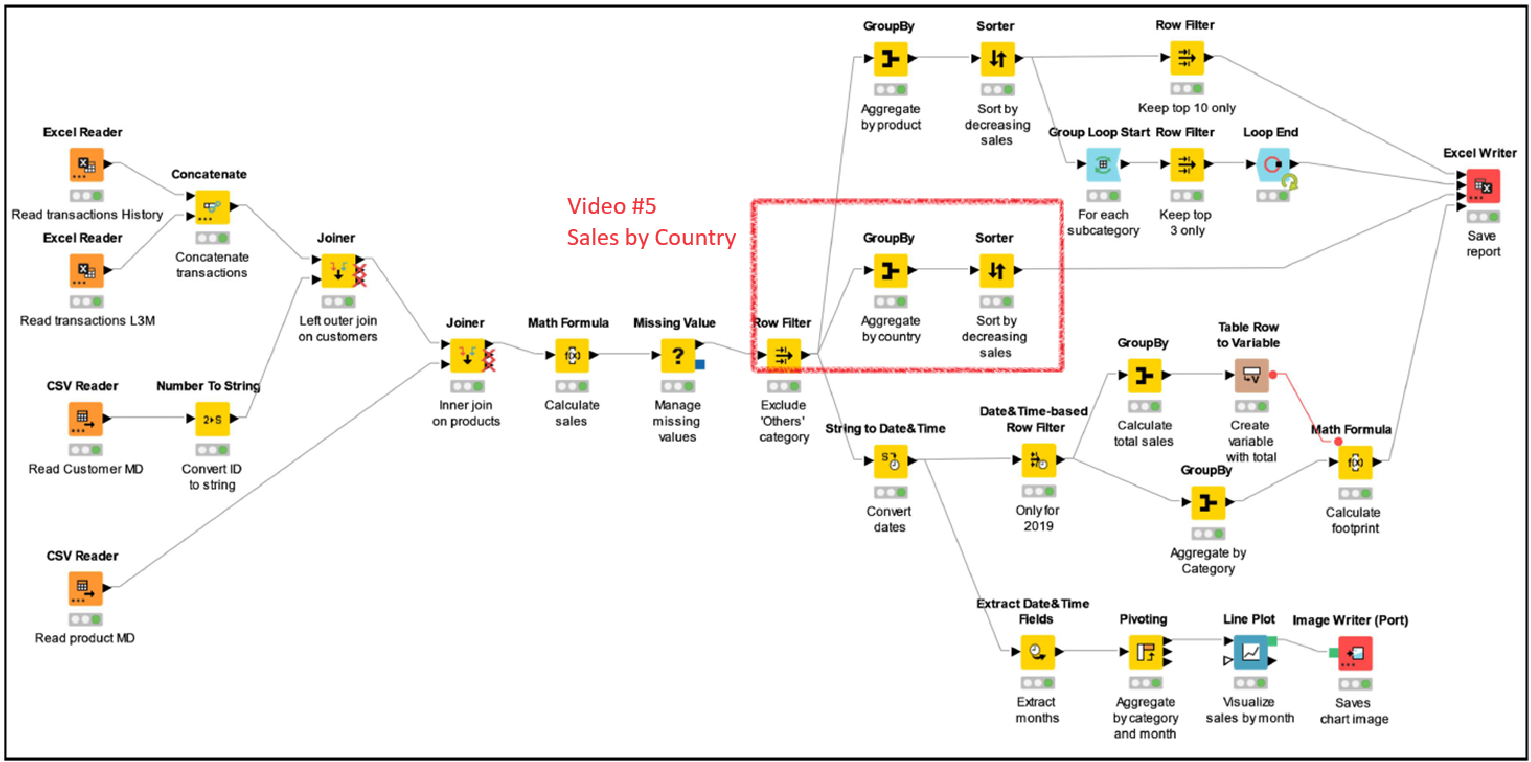 Excel Reader
Read transactions History
Excel Reader
Read transactions L3M
Concatenate
Concatenate
transactions
CSV Reader
Read Customer MD
Number To String
2 S
Convert ID
to string
CSV Reader
Read product MD
Joiner
Left outer join
on customers
Joiner
Inner join
on products
Math Formula
f(x)
Calculate
sales
Missing Value
?
Manage
missing
values
Video #5
Sales by Country
Row Filter
Exclude
'Others'
category
GroupBy
Aggregate
by product
Sorter
Sort by
decreasing
sales
Row Filter
Keep top 10 only
Group Loop Start
For each
subcategory
Row Filter
Keep top
3 only
Loop End
Excel Writer
Save
report
GroupBy
Aggregate
by country
Sorter
Sort by
decreasing
sales
String to Date&Time
S
Convert
dates
Date&Time-based
Row Filter
Only for
2019
GroupBy
Calculate
total sales
Table Row
to Variable
V
Create
variable
with total
GroupBy
Aggregate by
Category
Math Formula
f(x)
Calculate
footprint
Extract Date&Time
Fields
Extract
months
Pivoting
Aggregate
by category
and month
Line Plot
Visualize
sales by month
Image Writer (Port)
Saves
chart image